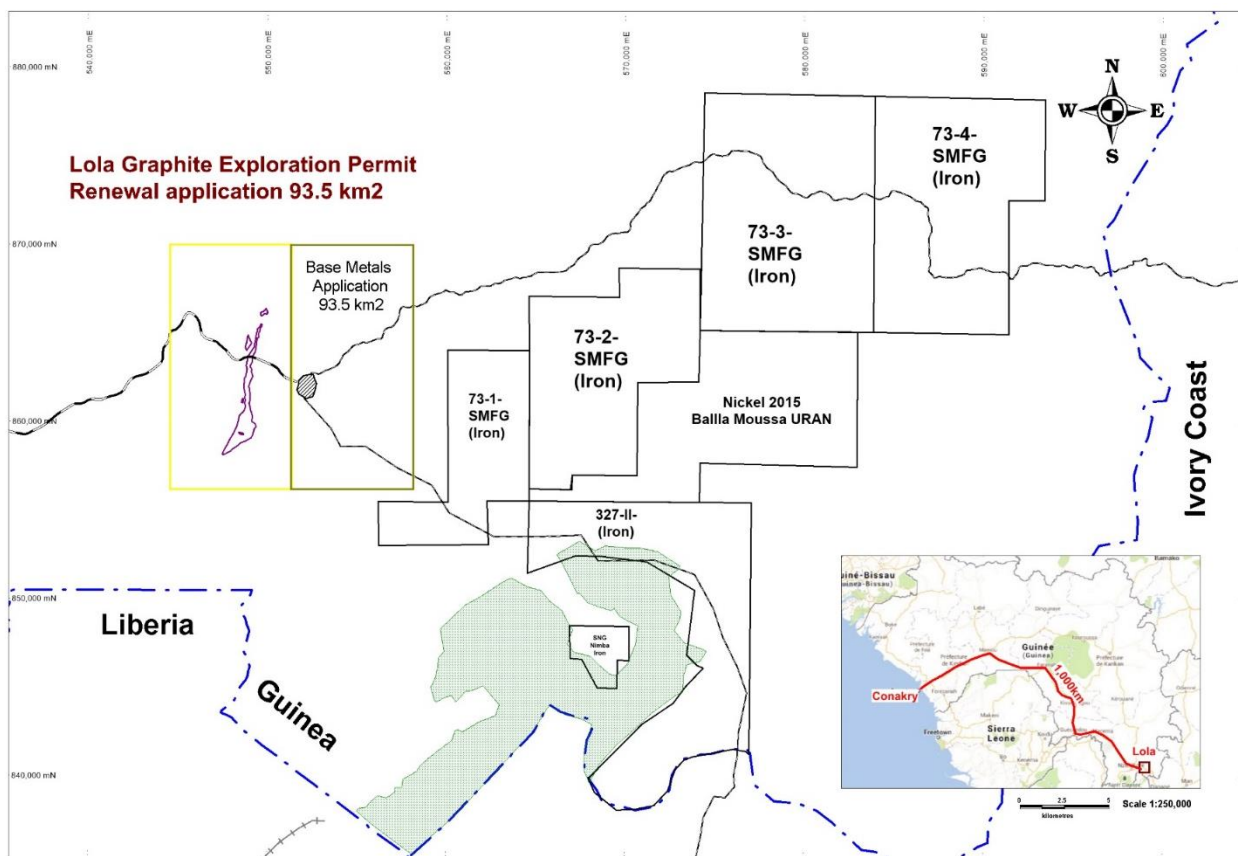 540,000 mE
550,000 mE
560,000 mE
570,000 mE
580,000 mE
590,000 mE
600,000 mE
880,000 mN
870,000 mN
860,000 mN
850,000 mN
840,000 mN
N
W
E
S
Lola Graphite Exploration Permit
Renewal application 93.5 km2
Base Metals
Application
93.5 km2
73-4-
SMFG
(Iron)
73-3-
SMFG
(Iron)
73-2-
SMFG
(Iron)
73-1-
SMFG
(Iron)
Nickel 2015
Ballla Moussa URAN
327-II-
(Iron)
SNG
Nimba
Iron
Liberia
Guinea
Ivory Coast
Guinée
(Guinea)
1,000km
Conakry
Sierra
Leone
Freetown
Lola
0 2.5 5
kilometres
Scale 1:250,000